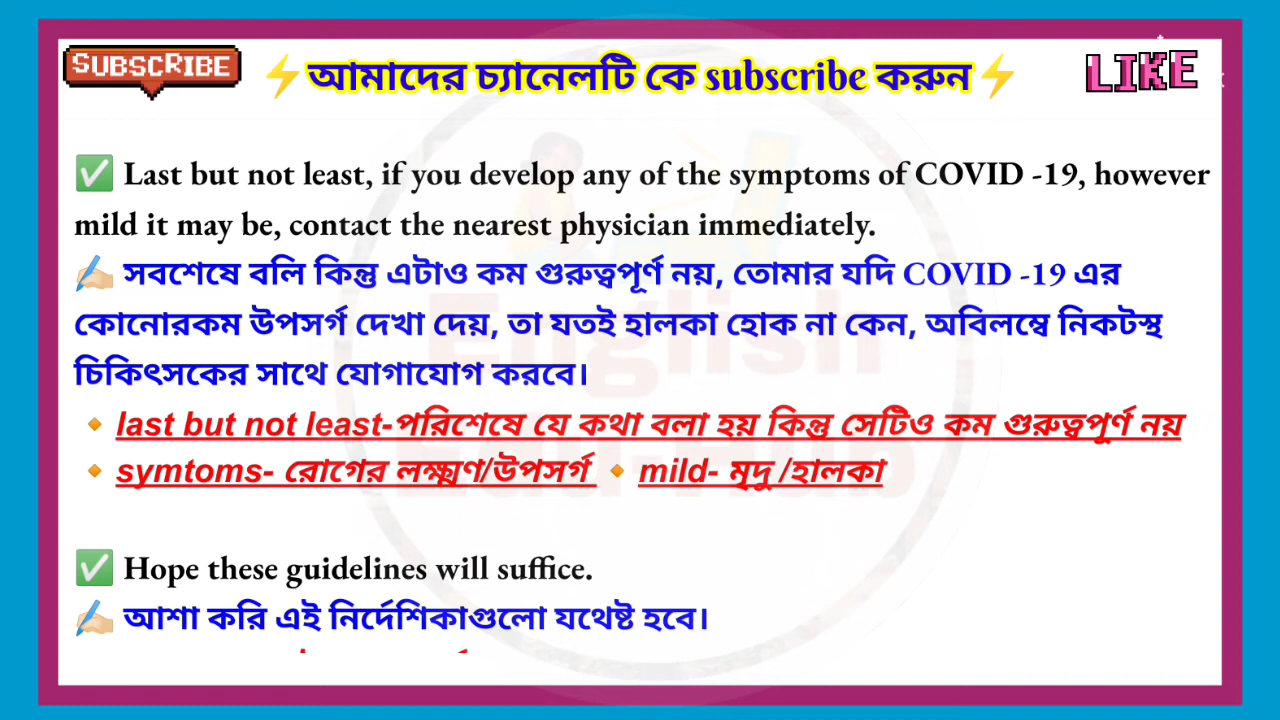 SUBSCRIBE
⚡আমাদের চ্যানেলটি কে subscribe করুন⚡
LIKE
✅ Last but not least, if you develop any of the symptoms of COVID -19, however
mild it may be, contact the nearest physician immediately.
✍🏻 সবশেষে বলি কিন্তু এটাও কম গুরুত্বপূর্ণ নয়, তোমার যদি COVID -19 এর
কোনোরকম উপসর্গ দেখা দেয়, তা যতই হালকা হোক না কেন, অবিলম্বে নিকটস্থ
চিকিৎসকের সাথে যোগাযোগ করবে।
🔸 last but not least-পরিশেষে যে কথা বলা হয় কিন্তু সেটিও কম গুরুত্বপুর্ণ নয়
🔸 symtoms- রোগের লক্ষ্মণ/উপসর্গ 🔸 mild- মৃদু /হালকা
✅ Hope these guidelines will suffice.
✍🏻 আশা করি এই নির্দেশিকাগুলো যথেষ্ট হবে।
English
Edu-Hub